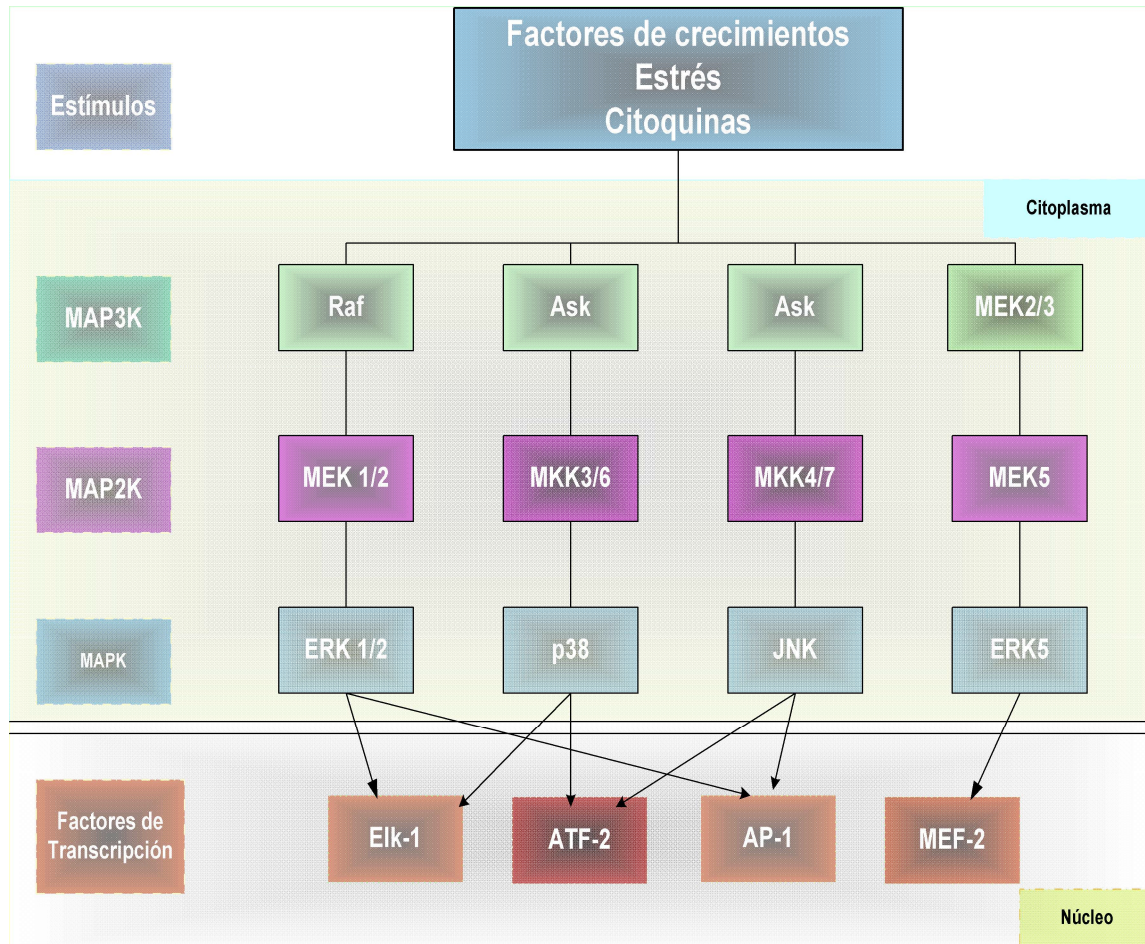 Factores de crecimientos
Estrés
Citoquinas
Estímulos
Citoplasma
MAP3K
Raf
Ask
Ask
MEK2/3
MAP2K
MEK 1/2
MKK3/6
MKK4/7
MEK5
MAPK
ERK 1/2
p38
JNK
ERK5
Factores de
Transcripción
Elk-1
ATF-2
AP-1
MEF-2
Núcleo